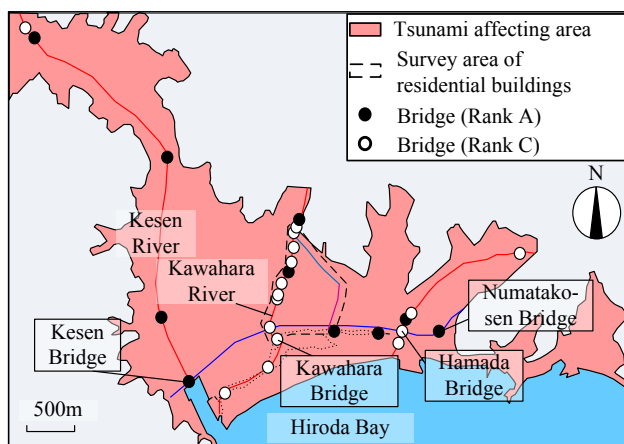 Tsunami affecting area
Survey area of
residential buildings
Bridge (Rank A)
Bridge (Rank C)
N
Kesen
River
Kawahara
River
Numatako-
sen Bridge
Kesen
Bridge
Kawahara
Bridge
Hamada
Bridge
500m
Hiroda Bay